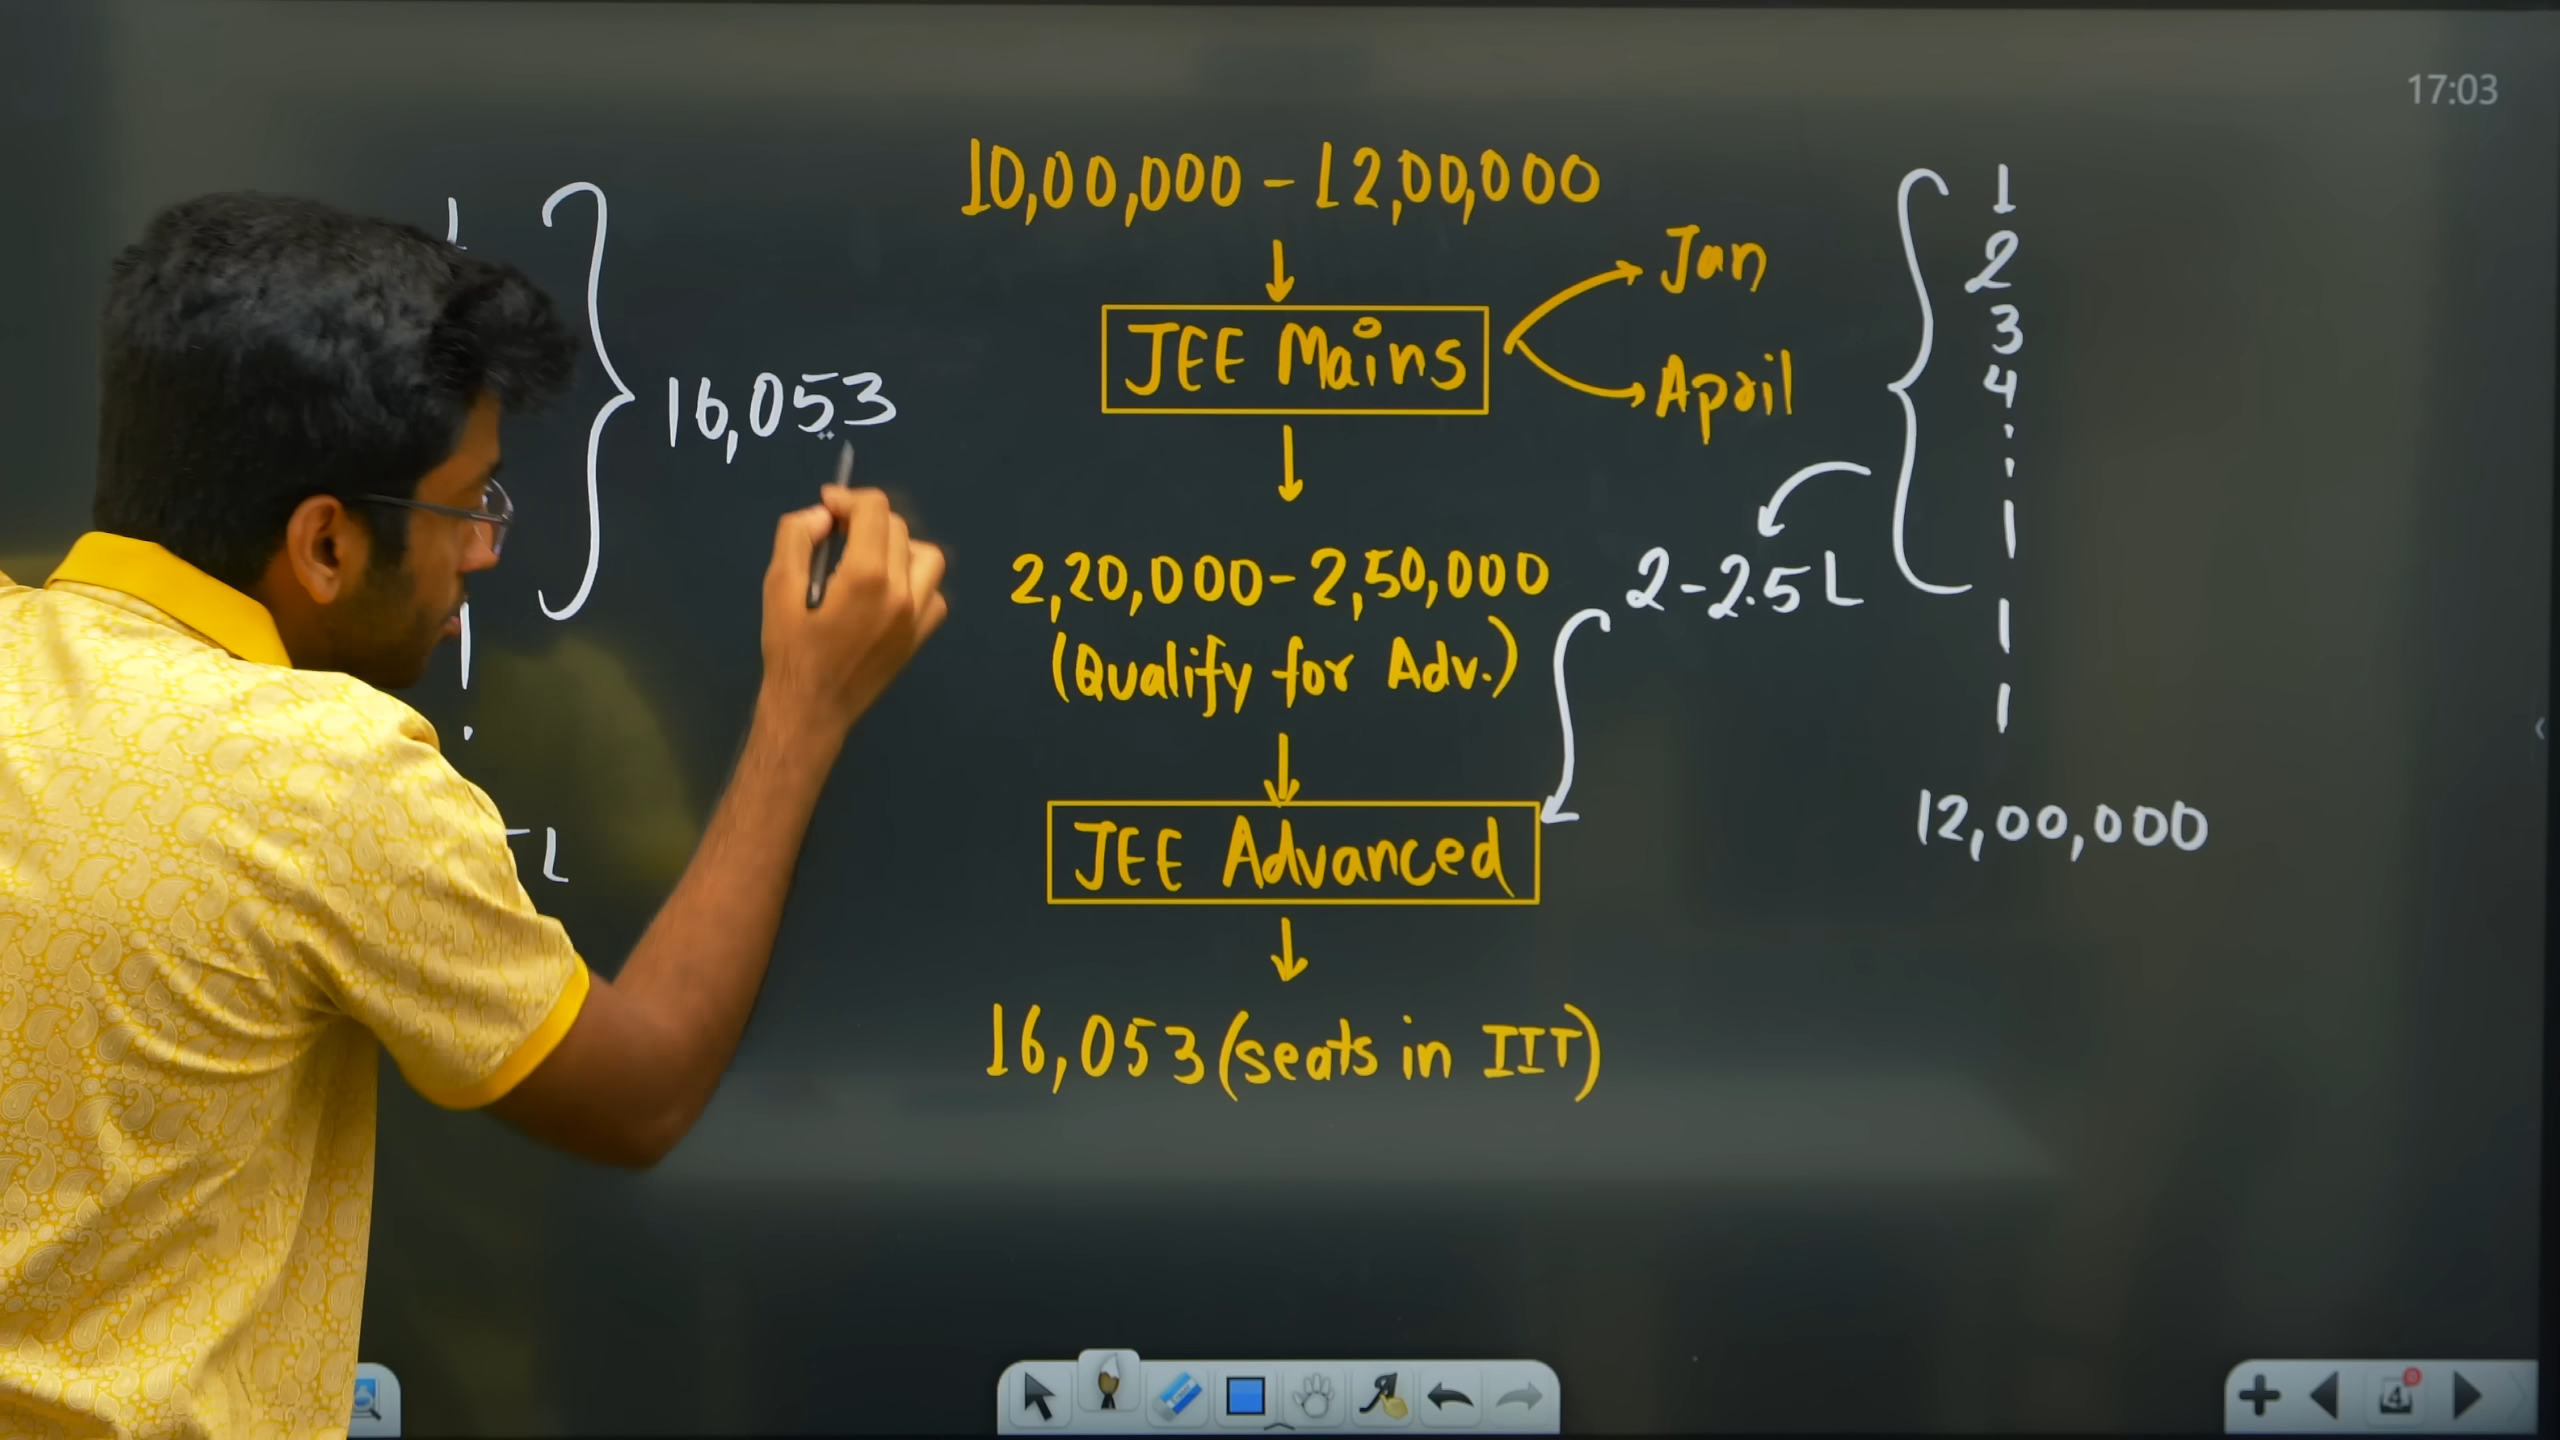 17:03
10,00,000 - 12,00,000
JEE Mains
Jan
April
2,20,000 - 2,50,000
(Qualify for Adv.)
JEE Advanced
16,053 (seats in IIT)
16,053
1
2
3
4
2-2.5L
12,00,000
4